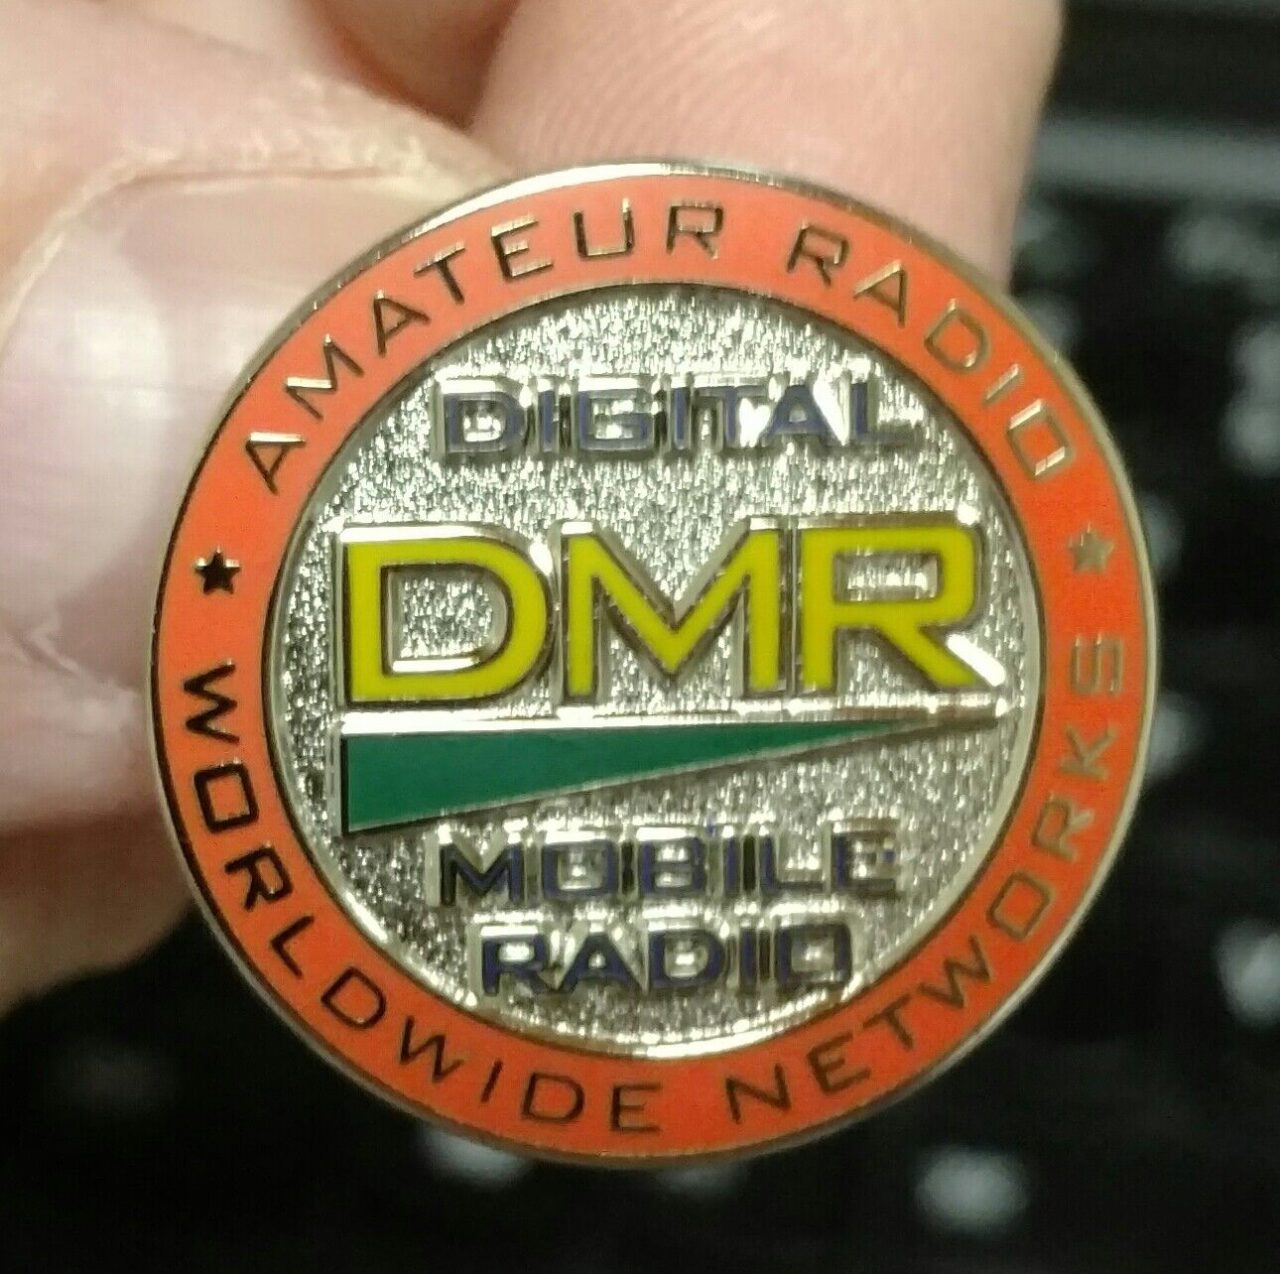 AMATEUR RADIO
DIGITAL
DMR
MOBILE
RADIO
WORLDWIDE NETWORKS